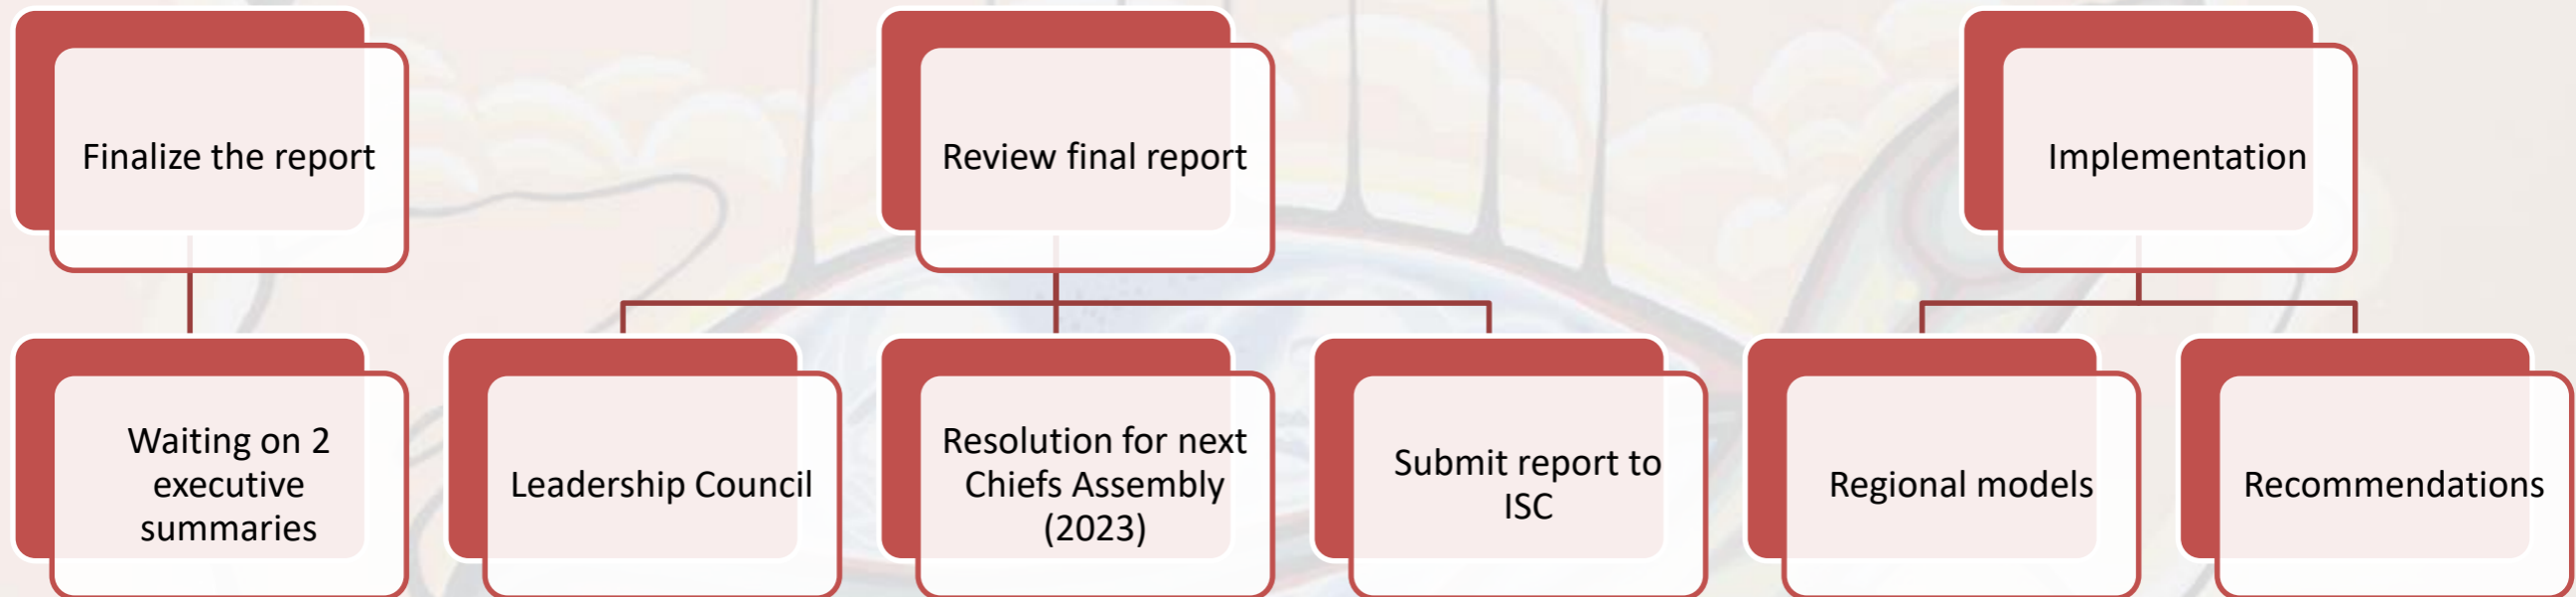 Finalize the report
Review final report
Implementation
Waiting on 2
executive
summaries
Leadership Council
Resolution for next
Chiefs Assembly
(2023)
Submit report to
ISC
Regional models
Recommendations